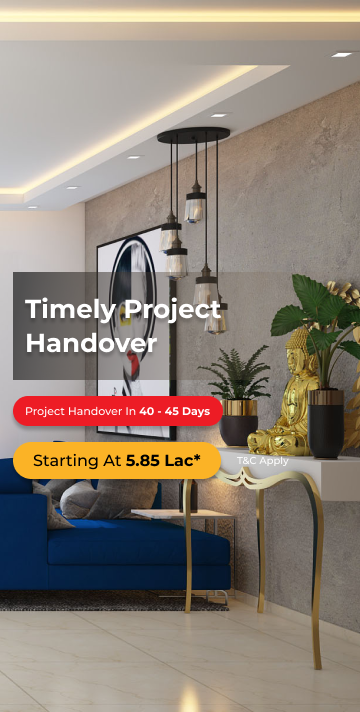 Timely Project
Handover
Project Handover In 40 - 45 Days
Starting At 5.85 Lac*
T&C Apply